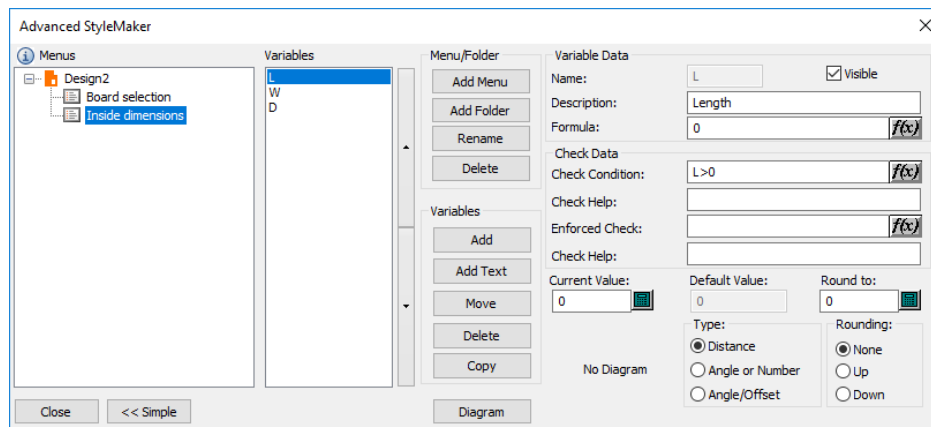 Advanced StyleMaker
Menus
Design2
Board selection
Inside dimensions
Variables
L
W
D
Menu/Folder
Add Menu
Add Folder
Rename
Delete
Variables
Add
Add Text
Move
Delete
Copy
Variable Data
Name: L Visible
Description: Length
Formula: 0 f(x)
Check Data
Check Condition: L>0 f(x)
Check Help:
Enforced Check: f(x)
Check Help:
Current Value: Default Value: Round to:
0 0 0
No Diagram
Type:
Distance
Angle or Number
Angle/Offset
Rounding:
None
Up
Down
Close << Simple Diagram